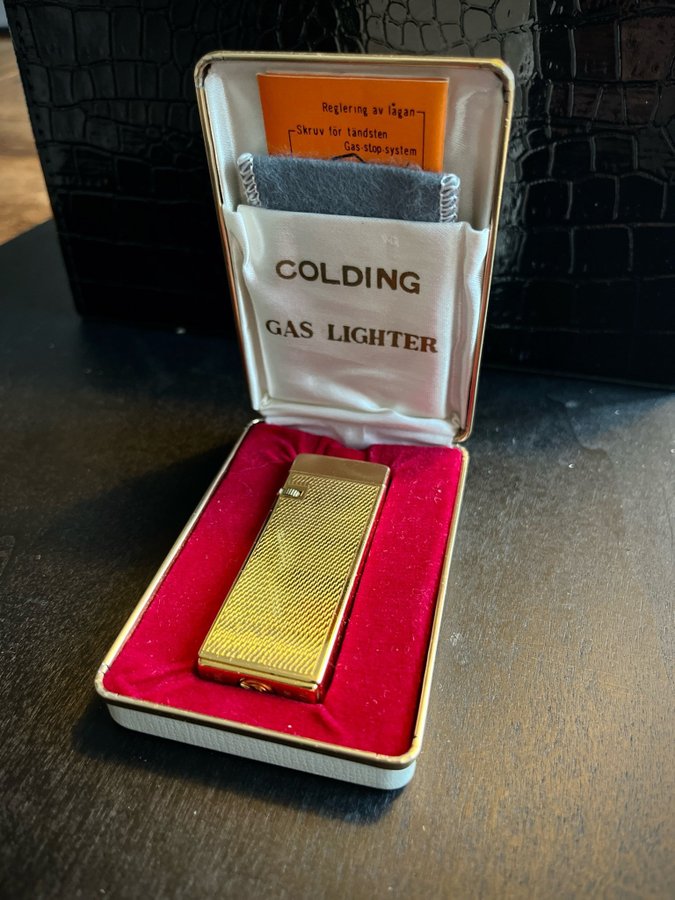 Reglering av lågan
Skruv för tändsten
Gas-stop-system
COLDING
GAS LIGHTER